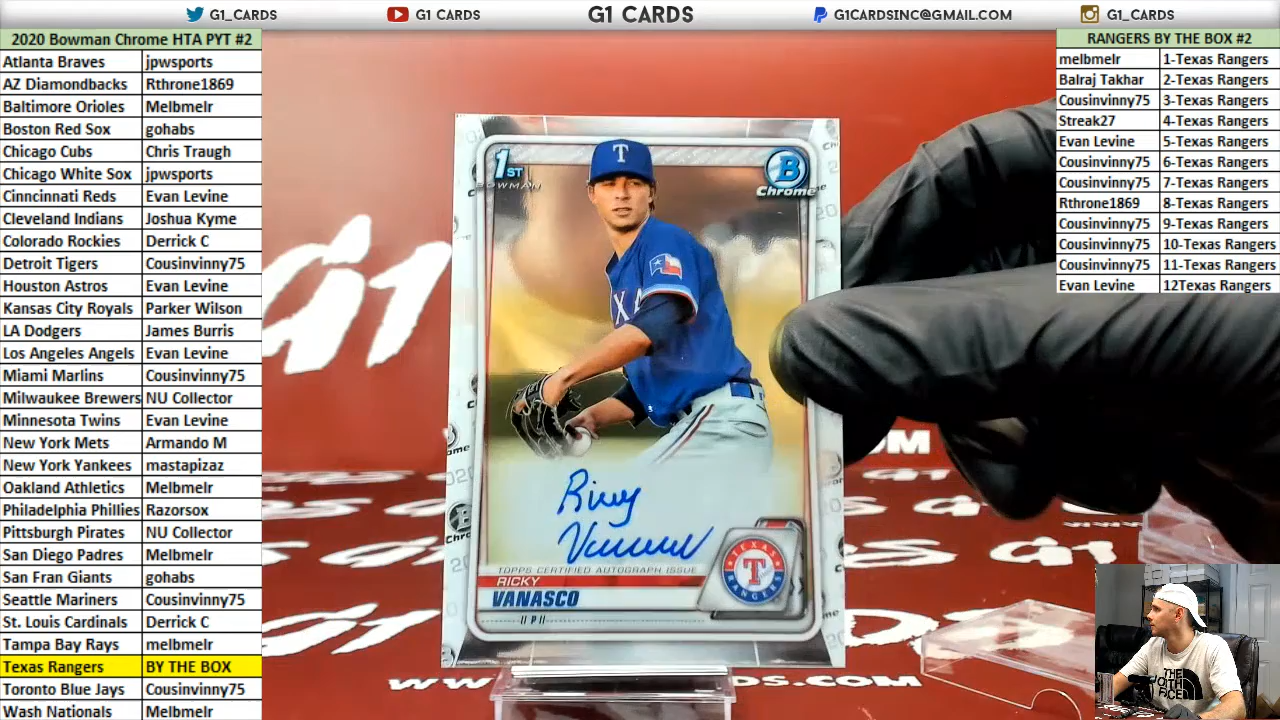 G1_CARDS
G1 CARDS
G1 CARDS
G1CARDSINC@GMAIL.COM
G1_CARDS
2020 Bowman Chrome HTA PYT #2
Atlanta Braves jpwsports
AZ Diamondbacks Rthrone1869
Baltimore Orioles Melbmelr
Boston Red Sox gohabs
Chicago Cubs Chris Traugh
Chicago White Sox jpwsports
Cinncinnati Reds Evan Levine
Cleveland Indians Joshua Kyme
Colorado Rockies Derrick C
Detroit Tigers Cousinvinny75
Houston Astros Evan Levine
Kansas City Royals Parker Wilson
LA Dodgers James Burris
Los Angeles Angels Evan Levine
Miami Marlins Cousinvinny75
Milwaukee Brewers NU Collector
Minnesota Twins Evan Levine
New York Mets Armando M
New York Yankees mastapizaz
Oakland Athletics Melbmelr
Philadelphia Phillies Razorsox
Pittsburgh Pirates NU Collector
San Diego Padres Melbmelr
San Fran Giants gohabs
Seattle Mariners Cousinvinny75
St. Louis Cardinals Derrick C
Tampa Bay Rays melbmelr
Texas Rangers BY THE BOX
Toronto Blue Jays Cousinvinny75
Wash Nationals Melbmelr
RANGERS BY THE BOX #2
melbmelr 1-Texas Rangers
Balraj Takhar 2-Texas Rangers
Cousinvinny75 3-Texas Rangers
Streak27 4-Texas Rangers
Evan Levine 5-Texas Rangers
Cousinvinny75 6-Texas Rangers
Cousinvinny75 7-Texas Rangers
Rthrone1869 8-Texas Rangers
Cousinvinny75 9-Texas Rangers
Cousinvinny75 10-Texas Rangers
Cousinvinny75 11-Texas Rangers
Evan Levine 12Texas Rangers
1ST
BOWMAN
B
Chrome
T
Ricky
Vanasco
TOPPS CERTIFIED AUTOGRAPH ISSUE
RICKY
VANASCO
P
TEXAS
T
RANGERS
THE
NORTH
FACE